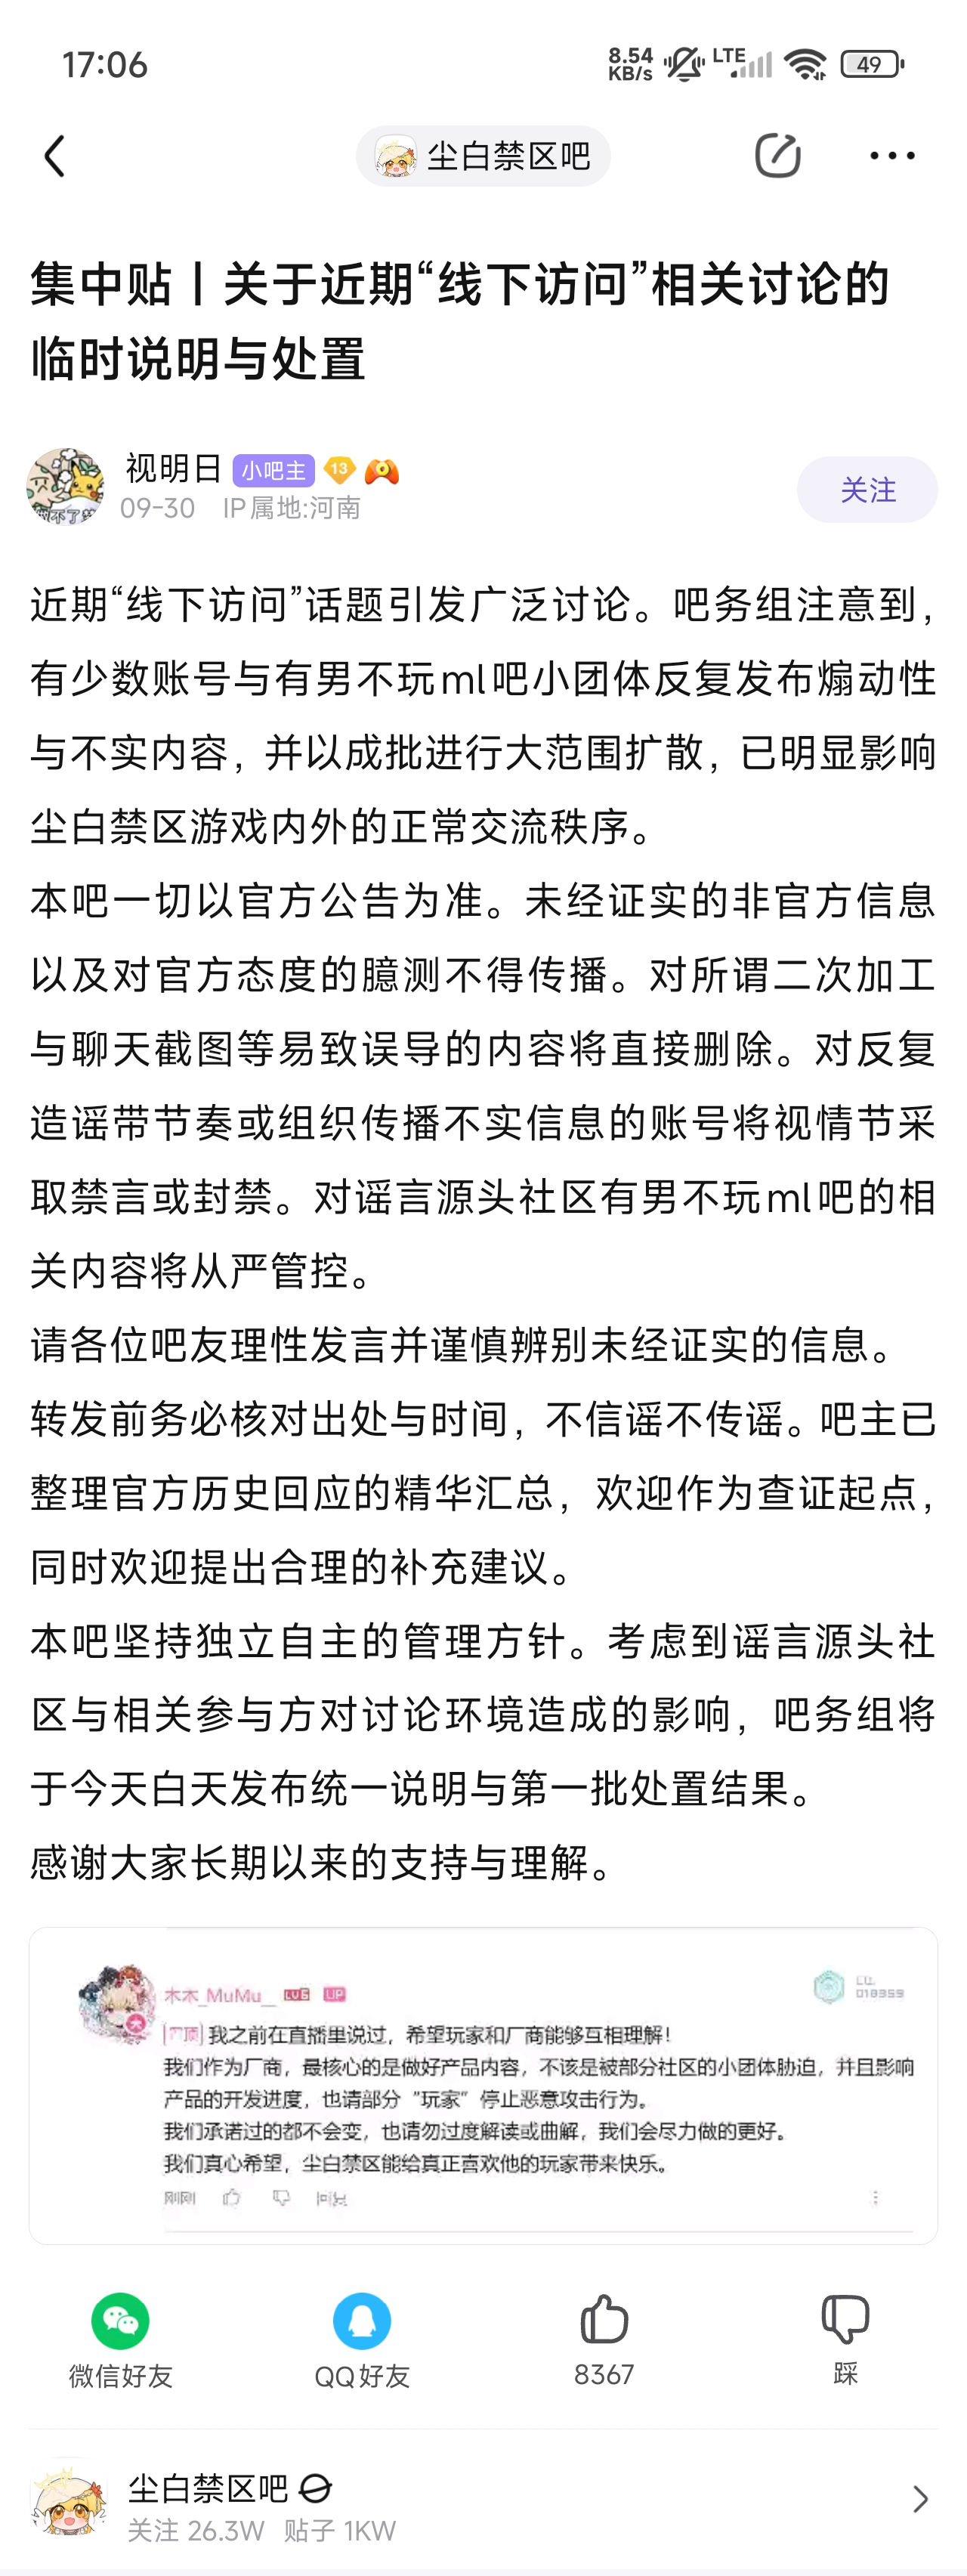 17:06
8.54
KB/s
LTE
49
尘白禁区吧
集中贴丨关于近期“线下访问”相关讨论的
临时说明与处置
视明日 小吧主 13
09-30 IP属地:河南
关注
近期“线下访问”话题引发广泛讨论。吧务组注意到，
有少数账号与有男不玩ml吧小团体反复发布煽动性
与不实内容，并以成批进行大范围扩散，已明显影响
尘白禁区游戏内外的正常交流秩序。
本吧一切以官方公告为准。未经证实的非官方信息
以及对官方态度的臆测不得传播。对所谓二次加工
与聊天截图等易致误导的内容将直接删除。对反复
造谣带节奏或组织传播不实信息的账号将视情节采
取禁言或封禁。对谣言源头社区有男不玩ml吧的相
关内容将从严管控。
请各位吧友理性发言并谨慎辨别未经证实的信息。
转发前务必核对出处与时间，不信谣不传谣。吧主已
整理官方历史回应的精华汇总，欢迎作为查证起点，
同时欢迎提出合理的补充建议。
本吧坚持独立自主的管理方针。考虑到谣言源头社
区与相关参与方对讨论环境造成的影响，吧务组将
于今天白天发布统一说明与第一批处置结果。
感谢大家长期以来的支持与理解。
木木_MuMu__ LV6 UP
018359
我之前在直播里说过，希望玩家和厂商能够互相理解！
我们作为厂商，最核心的是做好产品内容，不该是被部分社区的小团体胁迫，并且影响
产品的开发进度，也请部分“玩家”停止恶意攻击行为。
我们承诺过的都不会变，也请勿过度解读或曲解，我们会尽力做的更好。
我们真心希望，尘白禁区能给真正喜欢他的玩家带来快乐。
刚刚
微信好友
QQ好友
8367
踩
尘白禁区吧
关注 26.3W 贴子 1KW